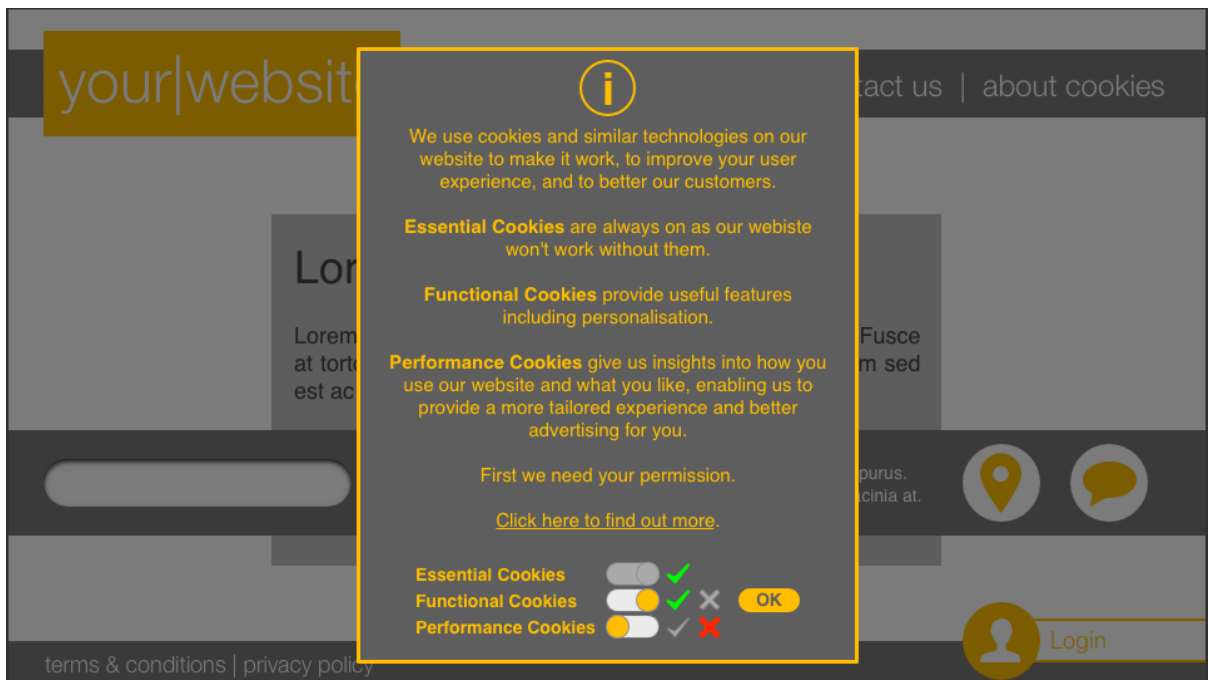 your|websit
tact us | about cookies
i
We use cookies and similar technologies on our
website to make it work, to improve your user
experience, and to better our customers.
Essential Cookies are always on as our webiste
won't work without them.
Functional Cookies provide useful features
including personalisation.
Performance Cookies give us insights into how you
use our website and what you like, enabling us to
provide a more tailored experience and better
advertising for you.
First we need your permission.
Click here to find out more.
Essential Cookies
Functional Cookies OK
Performance Cookies
Lor
Lorem Fusce
at torto m sed
est ac
purus.
acinia at.
Login
terms & conditions | privacy policy